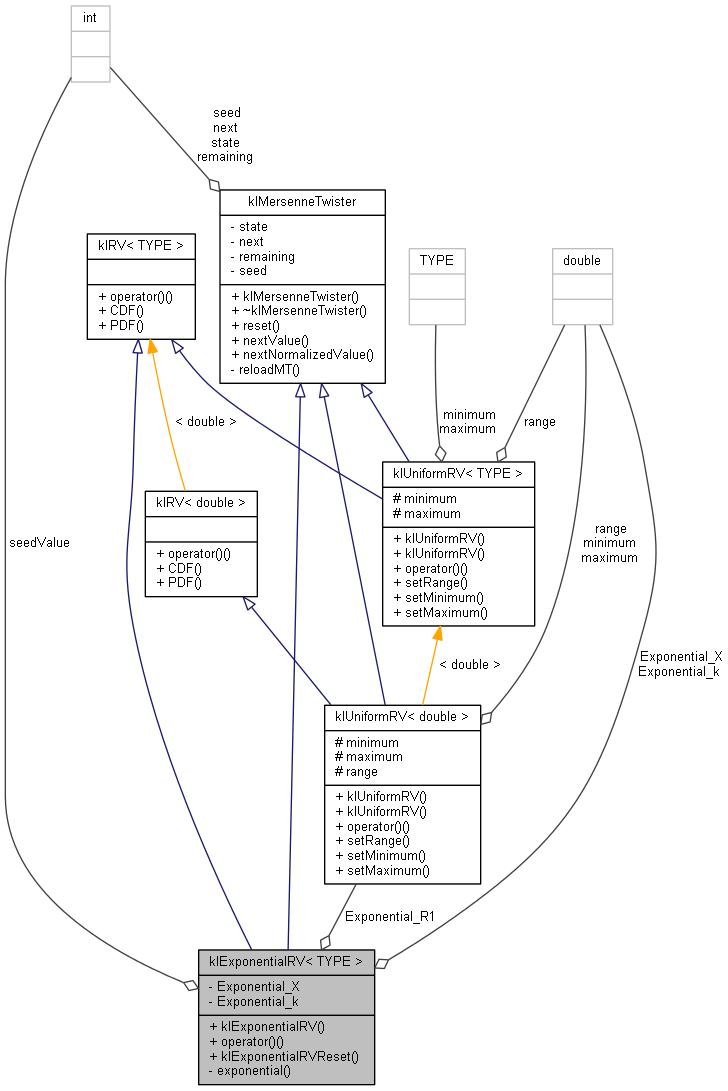 int
seed
next
state
remaining
klMersenneTwister
- state
- next
- remaining
- seed
+ klMersenneTwister()
+ ~klMersenneTwister()
+ reset()
+ nextValue()
+ nextNormalizedValue()
- reloadMT()
klRV< TYPE >
+ operator()()
+ CDF()
+ PDF()
TYPE
double
< double >
minimum
maximum
range
klUniformRV< TYPE >
# minimum
# maximum
+ klUniformRV()
+ klUniformRV()
+ operator()()
+ setRange()
+ setMinimum()
+ setMaximum()
klRV< double >
+ operator()()
+ CDF()
+ PDF()
seedValue
range
minimum
maximum
< double >
Exponential_X
Exponential_k
klUniformRV< double >
# minimum
# maximum
# range
+ klUniformRV()
+ klUniformRV()
+ operator()()
+ setRange()
+ setMinimum()
+ setMaximum()
Exponential_R1
klExponentialRV< TYPE >
- Exponential_X
- Exponential_k
+ klExponentialRV()
+ operator()()
+ klExponentialRVReset()
- exponential()